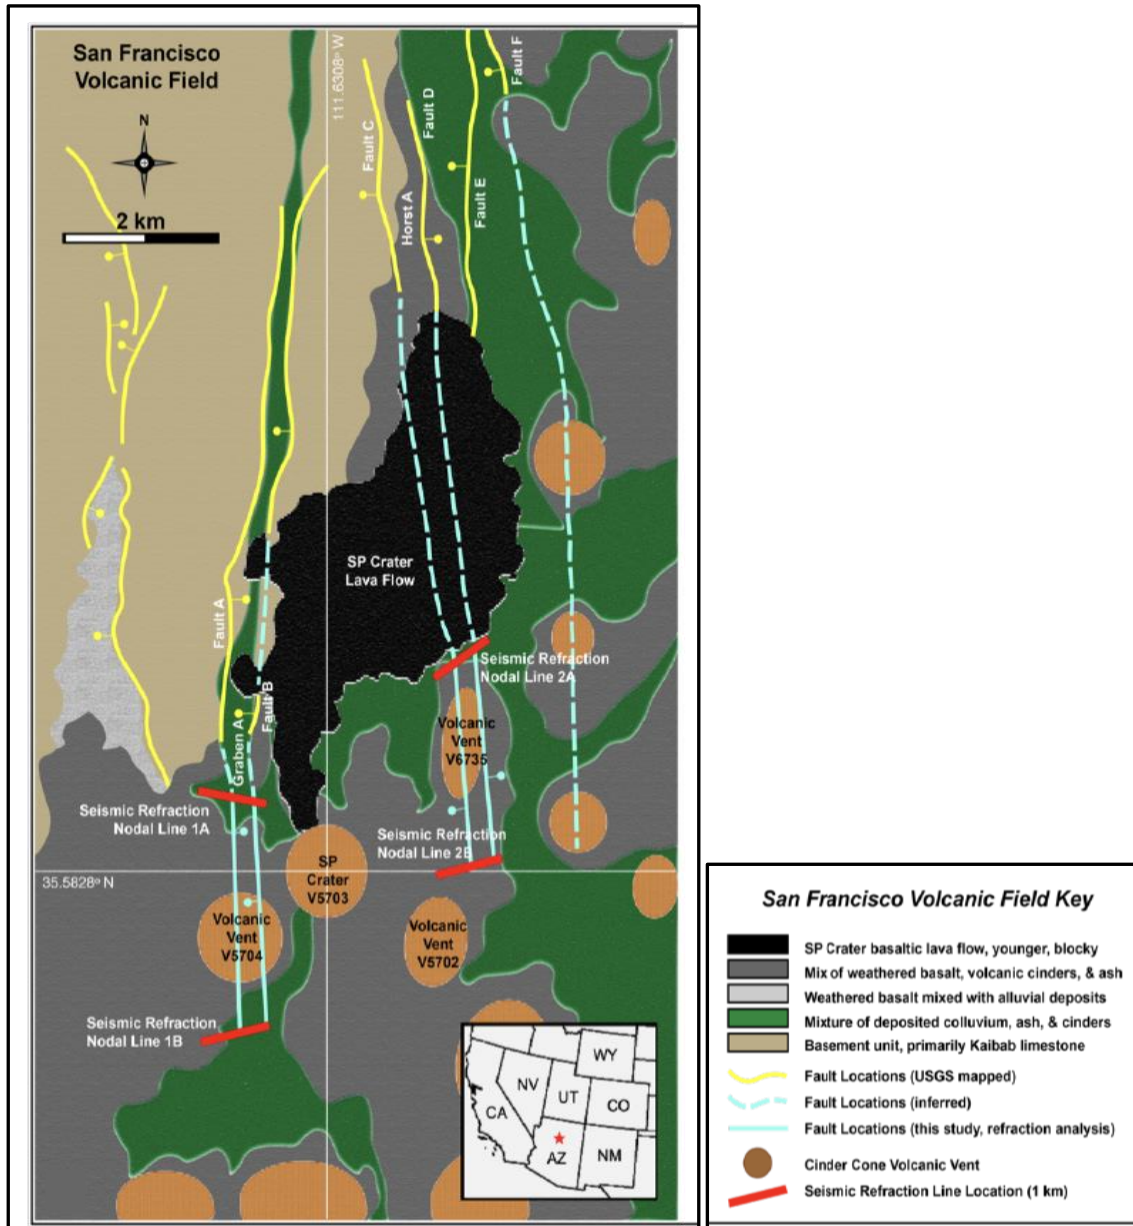 San Francisco
Volcanic Field
N
2 km
111.6308º W
Fault C
Fault D
Horst A
Fault E
Fault F
SP Crater
Lava Flow
Fault A
Fault B
Graben A
Seismic Refraction
Nodal Line 2A
Volcanic
Vent
V6735
Seismic Refraction
Nodal Line 1A
Seismic Refraction
Nodal Line 2B
35.5828º N
SP
Crater
V5703
Volcanic
Vent
V5704
Volcanic
Vent
V5702
Seismic Refraction
Nodal Line 1B
WY
NV
UT
CO
CA
AZ
NM
San Francisco Volcanic Field Key
SP Crater basaltic lava flow, younger, blocky
Mix of weathered basalt, volcanic cinders, & ash
Weathered basalt mixed with alluvial deposits
Mixture of deposited colluvium, ash, & cinders
Basement unit, primarily Kaibab limestone
Fault Locations (USGS mapped)
Fault Locations (inferred)
Fault Locations (this study, refraction analysis)
Cinder Cone Volcanic Vent
Seismic Refraction Line Location (1 km)